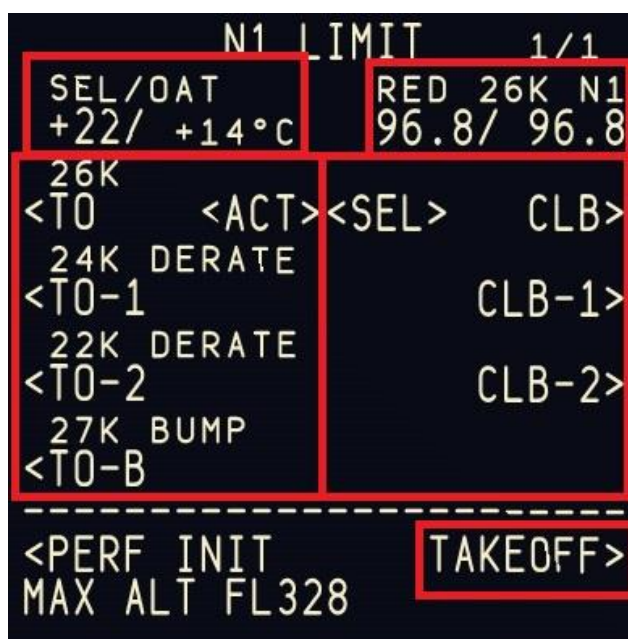 N1 LIMIT 1/1
SEL/OAT RED 26K N1
+22/ +14°C 96.8/ 96.8
26K
<TO <ACT><SEL> CLB>
24K DERATE
<TO-1 CLB-1>
22K DERATE
<TO-2 CLB-2>
27K BUMP
<TO-B
<PERF INIT TAKEOFF>
MAX ALT FL328